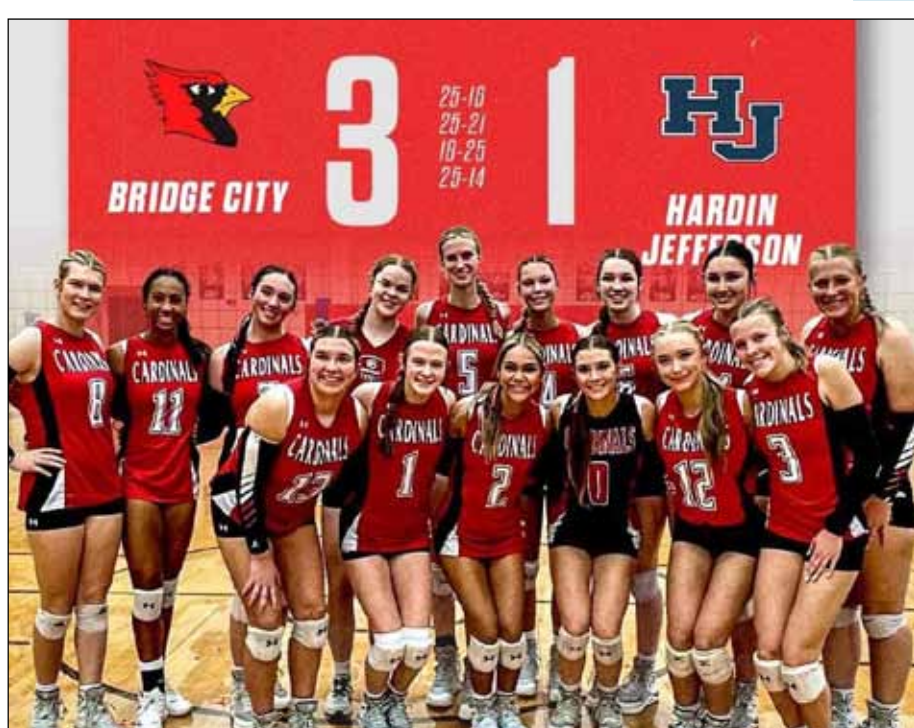 BRIDGE CITY
3
25-16
25-21
18-25
25-14
1
HJ
HARDIN
JEFFERSON
CARDINALS
8
CARDINALS
11
CARDINALS
5
CARDINALS
13
CARDINALS
1
CARDINALS
2
CARDINALS
0
CARDINALS
12
CARDINALS
3